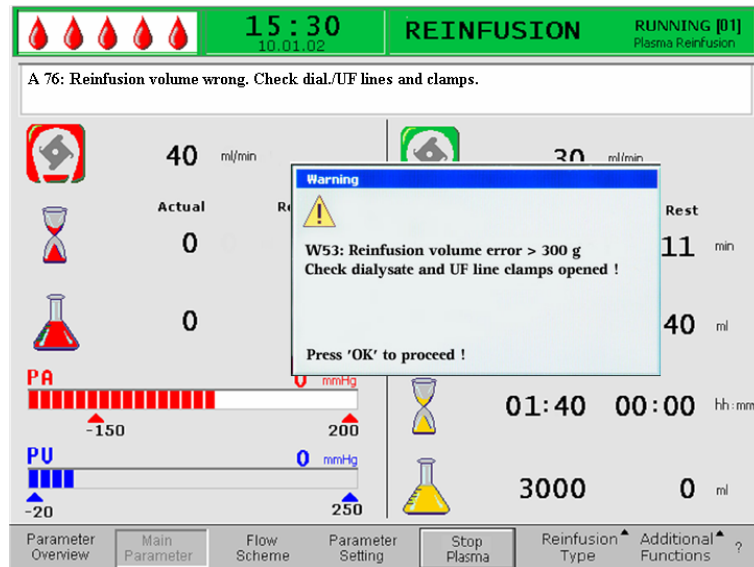 15:30
10.01.02
REINFUSION
RUNNING [01]
Plasma Reinfusion
A 76: Reinfusion volume wrong. Check dial./UF lines and clamps.
40 ml/min
30 ml/min
Warning
Actual
Rest
W53: Reinfusion volume error > 300 g
Check dialysate and UF line clamps opened !
0
11 min
0
40 ml
Press 'OK' to proceed !
PA
0 mmHg
-150 200
01:40 00:00 hh:mm
PV
0 mmHg
-20 250
3000 0 ml
Parameter Overview
Main Parameter
Flow Scheme
Parameter Setting
Stop Plasma
Reinfusion Type
Additional Functions
?